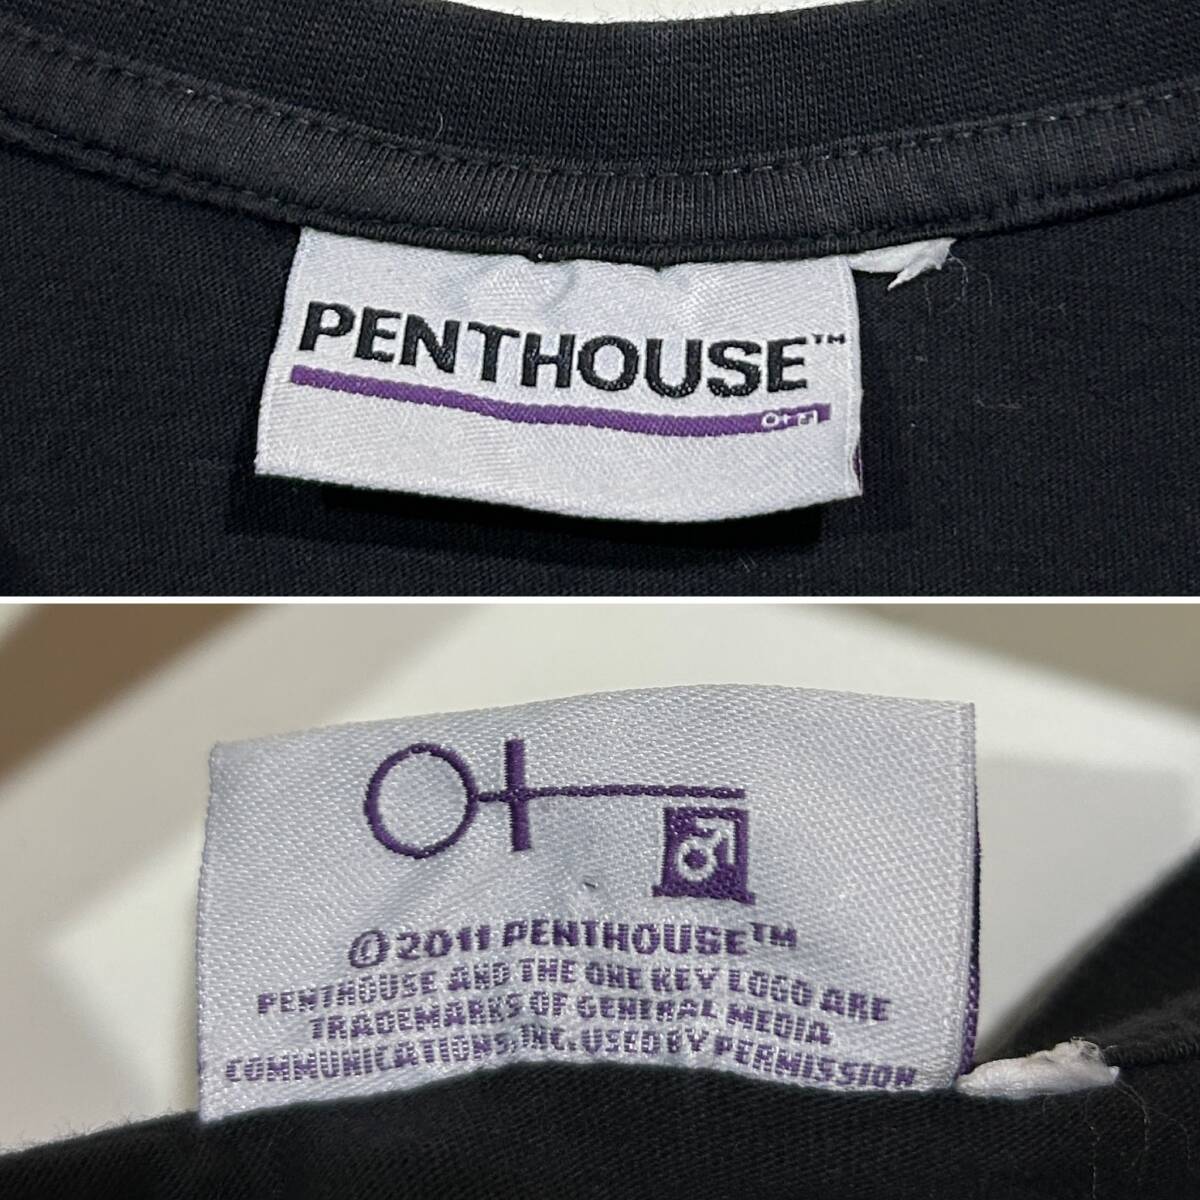 PENTHOUSE™
©2011 PENTHOUSE™
PENTHOUSE AND THE ONE KEY LOGO ARE
TRADEMARKS OF GENERAL MEDIA
COMMUNICATIONS, INC. USED BY PERMISSION